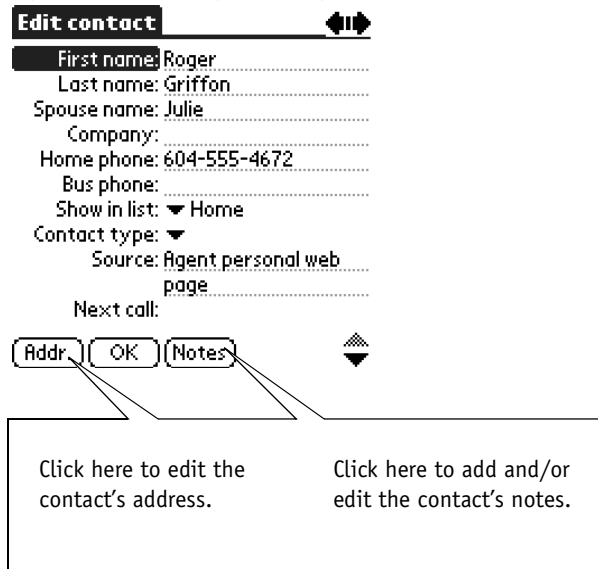 Edit contact
First name: Roger
Last name: Griffon
Spouse name: Julie
Company:
Home phone: 604-555-4672
Bus phone:
Show in list: Home
Contact type:
Source: Agent personal web
page
Next call:
Addr. OK Notes
Click here to edit the
contact's address.
Click here to add and/or
edit the contact's notes.